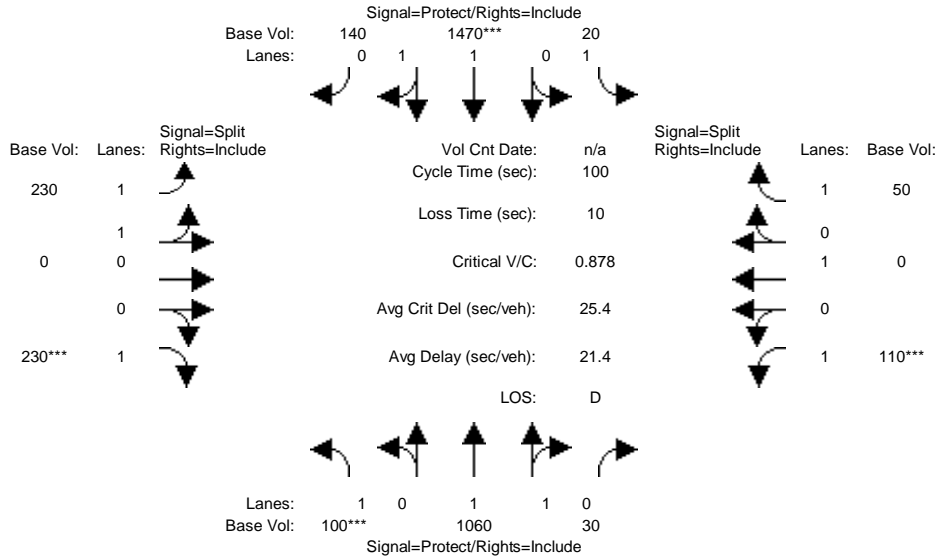 Signal=Protect/Rights=Include
Base Vol: 140 1470*** 20
Lanes: 0 1 1 0 1
Signal=Split
Rights=Include
Base Vol: Lanes:
Vol Cnt Date: n/a
Signal=Split
Rights=Include
Lanes: Base Vol:
Cycle Time (sec): 100
230 1
1 50
Loss Time (sec): 10
1
0
0 0
Critical V/C: 0.878
1 0
0
Avg Crit Del (sec/veh): 25.4
0
230*** 1
Avg Delay (sec/veh): 21.4
1 110***
LOS: D
Lanes: 1 0 1 1 0
Base Vol: 100*** 1060 30
Signal=Protect/Rights=Include